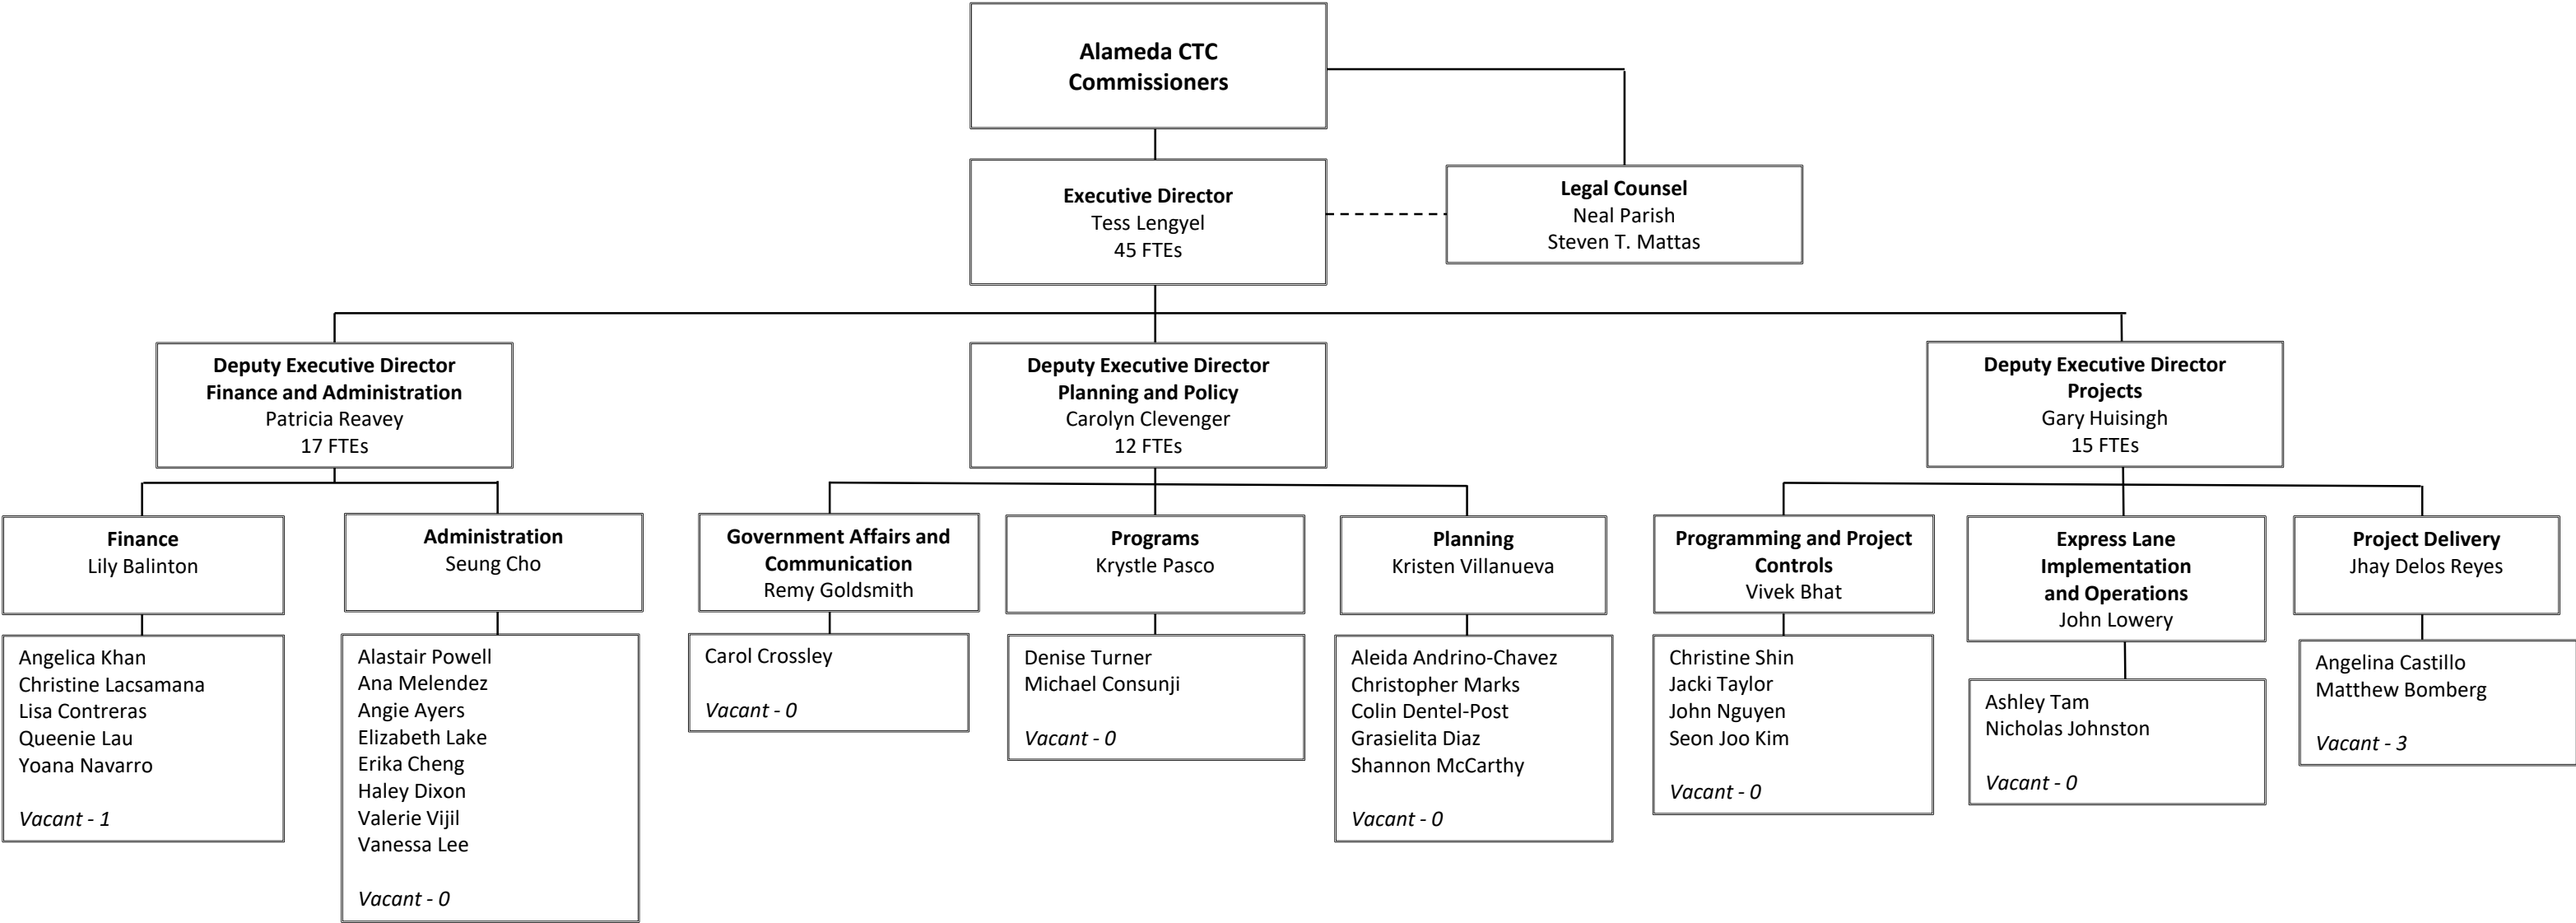 Alameda CTC
Commissioners
Executive Director
Tess Lengyel
45 FTEs
Legal Counsel
Neal Parish
Steven T. Mattas
Deputy Executive Director
Finance and Administration
Patricia Reavey
17 FTEs
Deputy Executive Director
Planning and Policy
Carolyn Clevenger
12 FTEs
Deputy Executive Director
Projects
Gary Huisingh
15 FTEs
Finance
Lily Balinton
Administration
Seung Cho
Government Affairs and
Communication
Remy Goldsmith
Programs
Krystle Pasco
Planning
Kristen Villanueva
Programming and Project
Controls
Vivek Bhat
Express Lane
Implementation
and Operations
John Lowery
Project Delivery
Jhay Delos Reyes
Angelica Khan
Christine Lacsamana
Lisa Contreras
Queenie Lau
Yoana Navarro
Vacant - 1
Alastair Powell
Ana Melendez
Angie Ayers
Elizabeth Lake
Erika Cheng
Haley Dixon
Valerie Vijil
Vanessa Lee
Vacant - 0
Carol Crossley
Vacant - 0
Denise Turner
Michael Consunji
Vacant - 0
Aleida Andrino-Chavez
Christopher Marks
Colin Dentel-Post
Grasielita Diaz
Shannon McCarthy
Vacant - 0
Christine Shin
Jacki Taylor
John Nguyen
Seon Joo Kim
Vacant - 0
Ashley Tam
Nicholas Johnston
Vacant - 0
Angelina Castillo
Matthew Bomberg
Vacant - 3